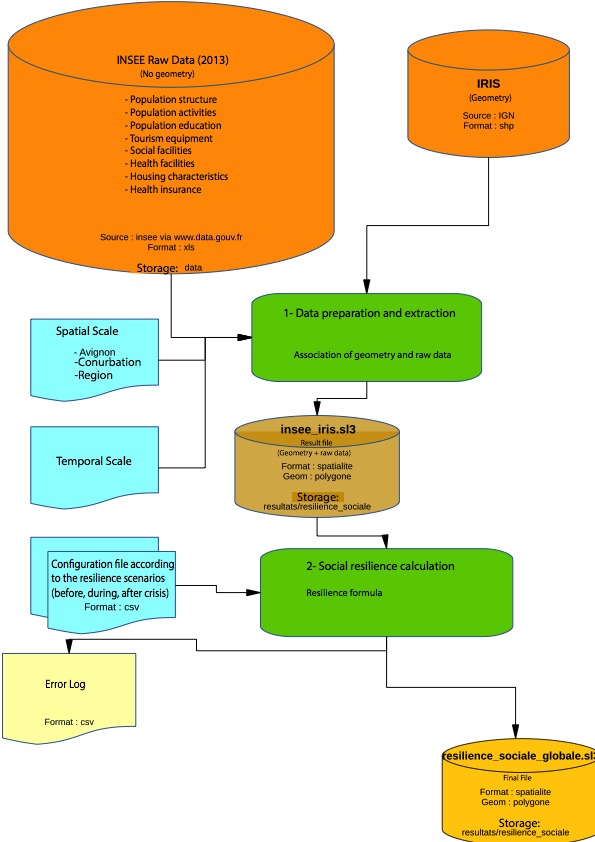 INSEE Raw Data (2013)
(No geometry)
- Population structure
- Population activities
- Population education
- Tourism equipment
- Social facilities
- Health facilities
- Housing characteristics
- Health insurance
Source : insee via www.data.gouv.fr
Format : xls
Storage: data
IRIS
(Geometry)
Source : IGN
Format : shp
Spatial Scale
- Avignon
-Conurbation
-Region
1- Data preparation and extraction
Association of geometry and raw data
Temporal Scale
insee_iris.sl3
Result file
(Geometry + raw data)
Format : spatialite
Geom : polygone
Storage:
resultats/resilience_sociale
Configuration file according
to the resilience scenarios
(before, during, after crisis)
Format : csv
2- Social resilience calculation
Resilience formula
Error Log
Format : csv
resilience_sociale_globale.sl3
Final File
Format : spatialite
Geom : polygone
Storage:
resultats/resilience_sociale